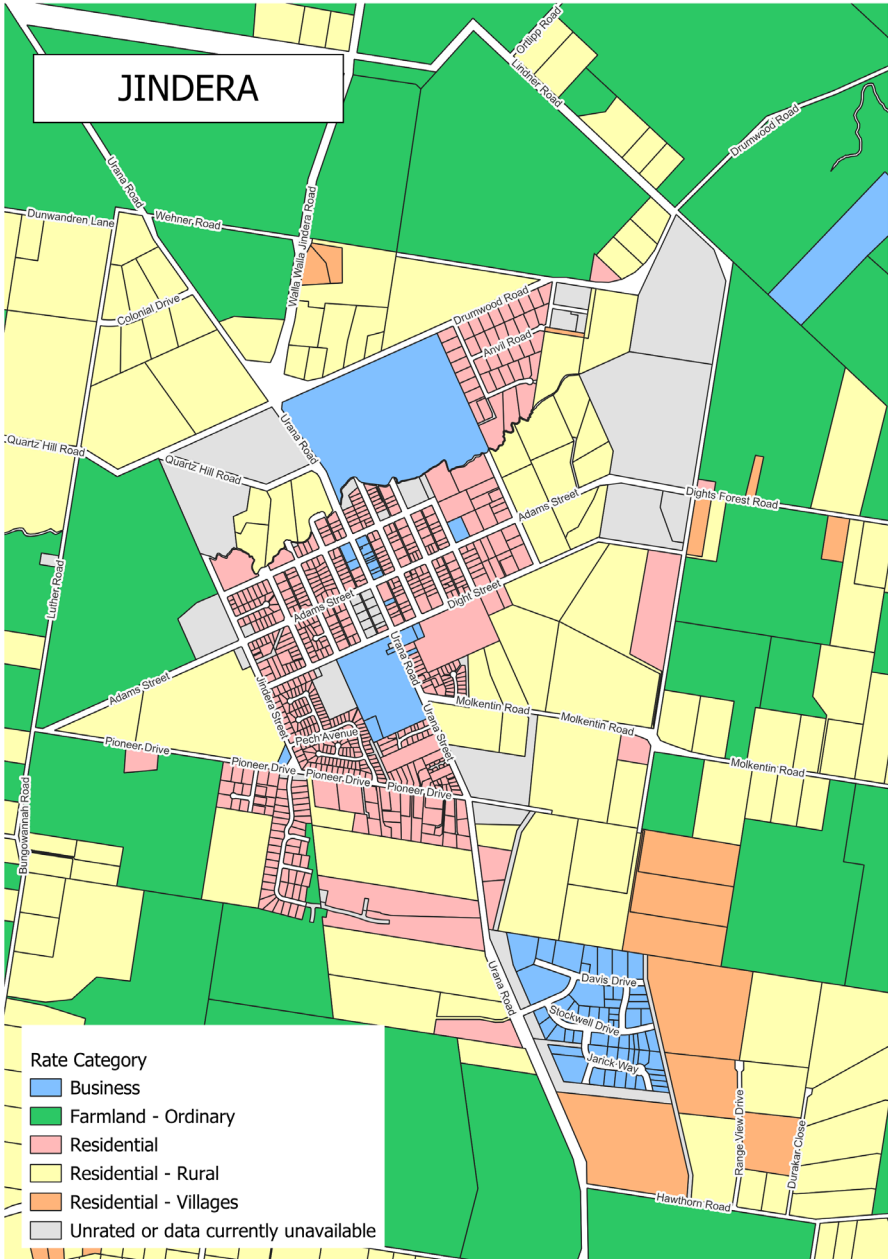 JINDERA
Ortlipp Road
Lindner Road
Drumwood Road
Urana Road
Walla Walla Jindera Road
Dunwandren Lane
Wehner Road
Colonial Drive
Drumwood Road
Anvil Road
Urana Road
Quartz Hill Road
Quartz Hill Road
Adams Street
Dights Forest Road
Luther Road
Adams Street
Dight Street
Urana Road
Adams Street
Jindera Street
Molkentin Road
Molkentin Road
Urana Street
Pech Avenue
Pioneer Drive
Pioneer Drive
Pioneer Drive
Pioneer Drive
Molkentin Road
Bungowannah Road
Urana Road
Davis Drive
Stockwell Drive
Jarick Way
Range View Drive
Durakar Close
Hawthorn Road
Rate Category
Business
Farmland - Ordinary
Residential
Residential - Rural
Residential - Villages
Unrated or data currently unavailable